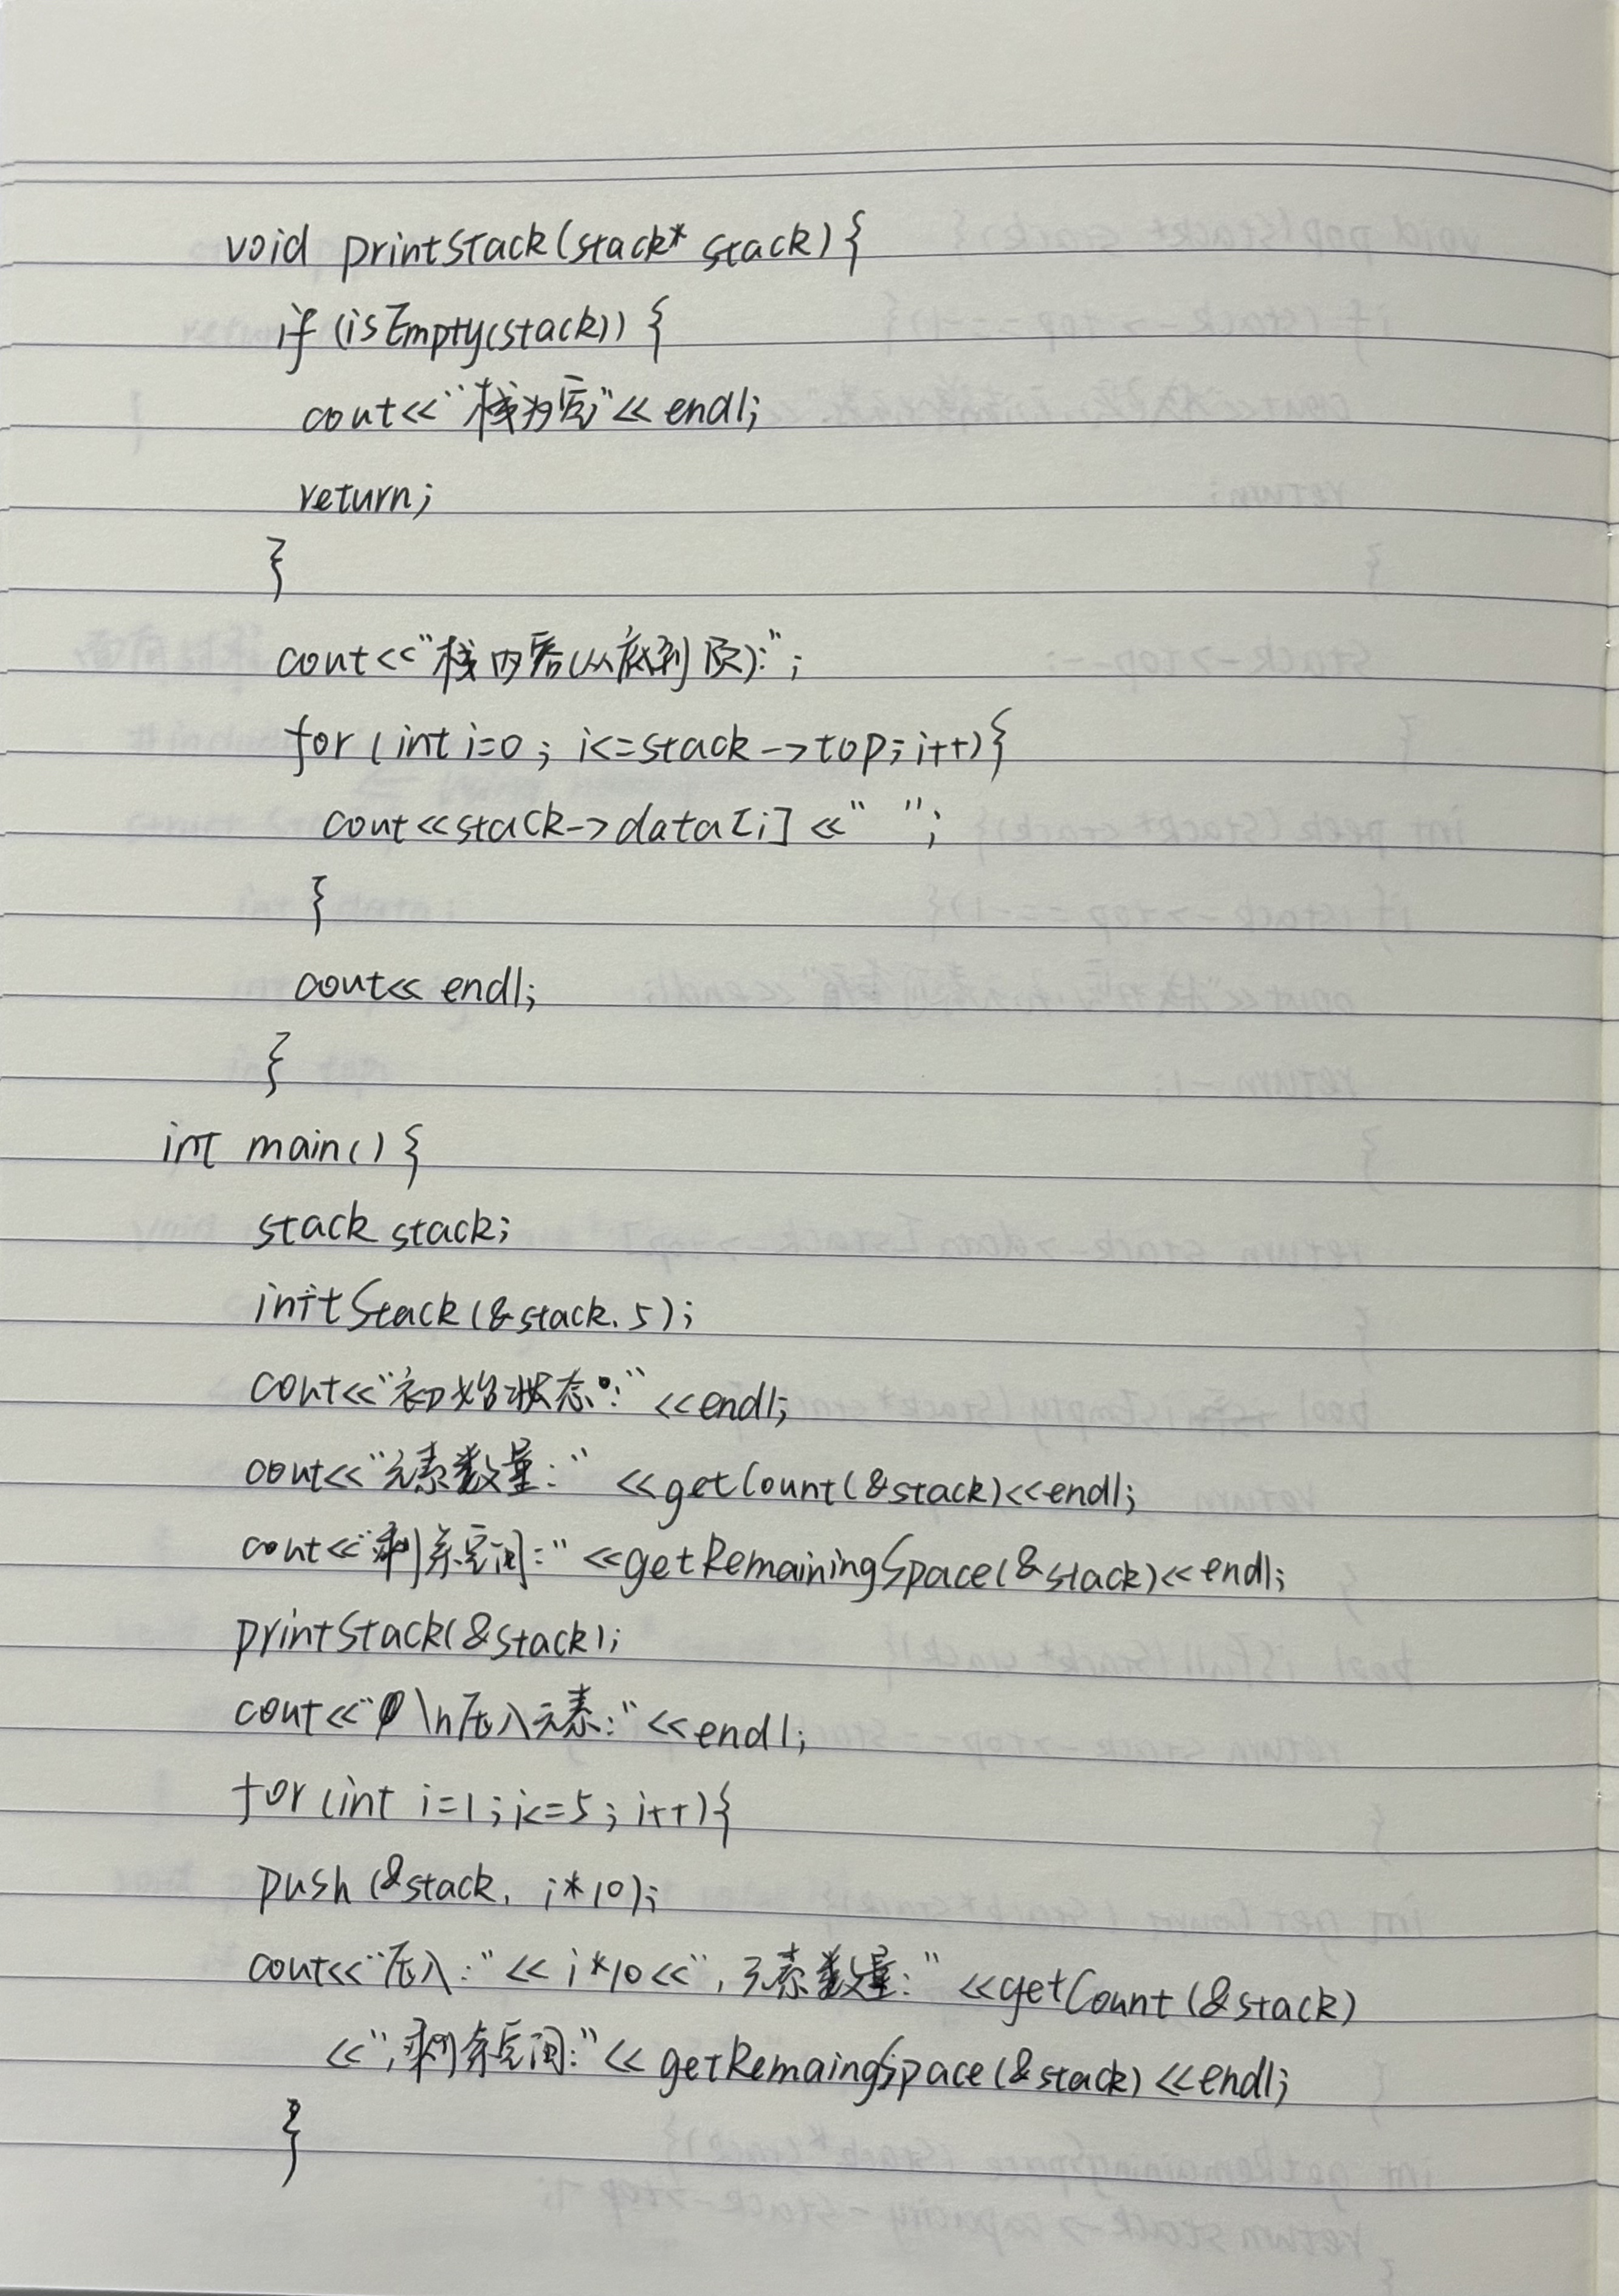 void printStack(stack* stack){
if (isEmpty(stack)) {
cout<<"栈为空"<< endl;
return;
}
cout<<"栈内容(从底到顶):";
for (int i=0; i<=stack->top; i++){
cout<<stack->data[i] <<" ";
}
cout<< endl;
}
int main() {
stack stack;
initStack(&stack, 5);
cout<<"初始状态:" <<endl;
cout<<"元素数量:" <<getCount(&stack)<<endl;
cout<<"剩余空间:" <<getRemainingSpace(&stack)<<endl;
printStack(&stack);
cout<<"\n压入元素:"<<endl;
for (int i=1; i<=5; i++){
push (&stack, i*10);
cout<<"压入:"<< i*10<<",元素数量:" <<getCount(&stack)
<<",剩余空间:"<< getRemaingSpace(&stack) <<endl;
}